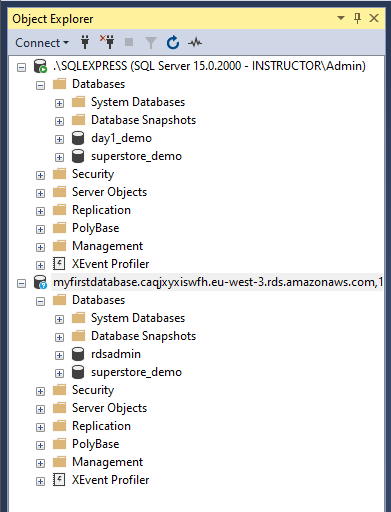 Object Explorer
Connect
.\SQLEXPRESS (SQL Server 15.0.2000 - INSTRUCTOR\Admin)
Databases
System Databases
Database Snapshots
day1_demo
superstore_demo
Security
Server Objects
Replication
PolyBase
Management
XEvent Profiler
myfirstdatabase.caqjxyxiswfh.eu-west-3.rds.amazonaws.com,1
Databases
System Databases
Database Snapshots
rdsadmin
superstore_demo
Security
Server Objects
Replication
PolyBase
Management
XEvent Profiler